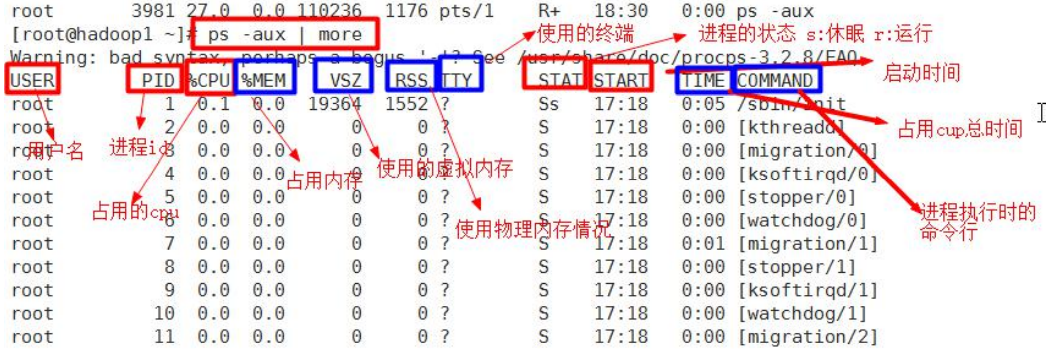 root 3981 27.0 0.0 110236 1176 pts/1 R+ 18:30 0:00 ps -aux
[root@hadoop1 ~]# ps -aux | more
使用的终端
进程的状态 s:休眠 r:运行
Warning: bad syntax, perhaps a bogus '-'? See /usr/share/doc/procps-3.2.8/FAQ
启动时间
USER PID %CPU %MEM VSZ RSS TTY STAT START TIME COMMAND
root 1 0.1 0.0 19364 1552 ? Ss 17:18 0:05 /sbin/init
占用cup总时间
root 2 0.0 0.0 0 0 ? S 17:18 0:00 [kthreadd]
用户名
进程id
root 3 0.0 0.0 0 0 ? S 17:18 0:00 [migration/0]
使用的虚拟内存
root 4 0.0 0.0 0 0 ? S 17:18 0:00 [ksoftirqd/0]
占用内存
root 5 0.0 0.0 0 0 ? S 17:18 0:00 [stopper/0]
占用的cpu
进程执行时的
命令行
root 6 0.0 0.0 0 0 ? S 17:18 0:00 [watchdog/0]
使用物理内存情况
root 7 0.0 0.0 0 0 ? S 17:18 0:01 [migration/1]
root 8 0.0 0.0 0 0 ? S 17:18 0:00 [stopper/1]
root 9 0.0 0.0 0 0 ? S 17:18 0:00 [ksoftirqd/1]
root 10 0.0 0.0 0 0 ? S 17:18 0:00 [watchdog/1]
root 11 0.0 0.0 0 0 ? S 17:18 0:00 [migration/2]